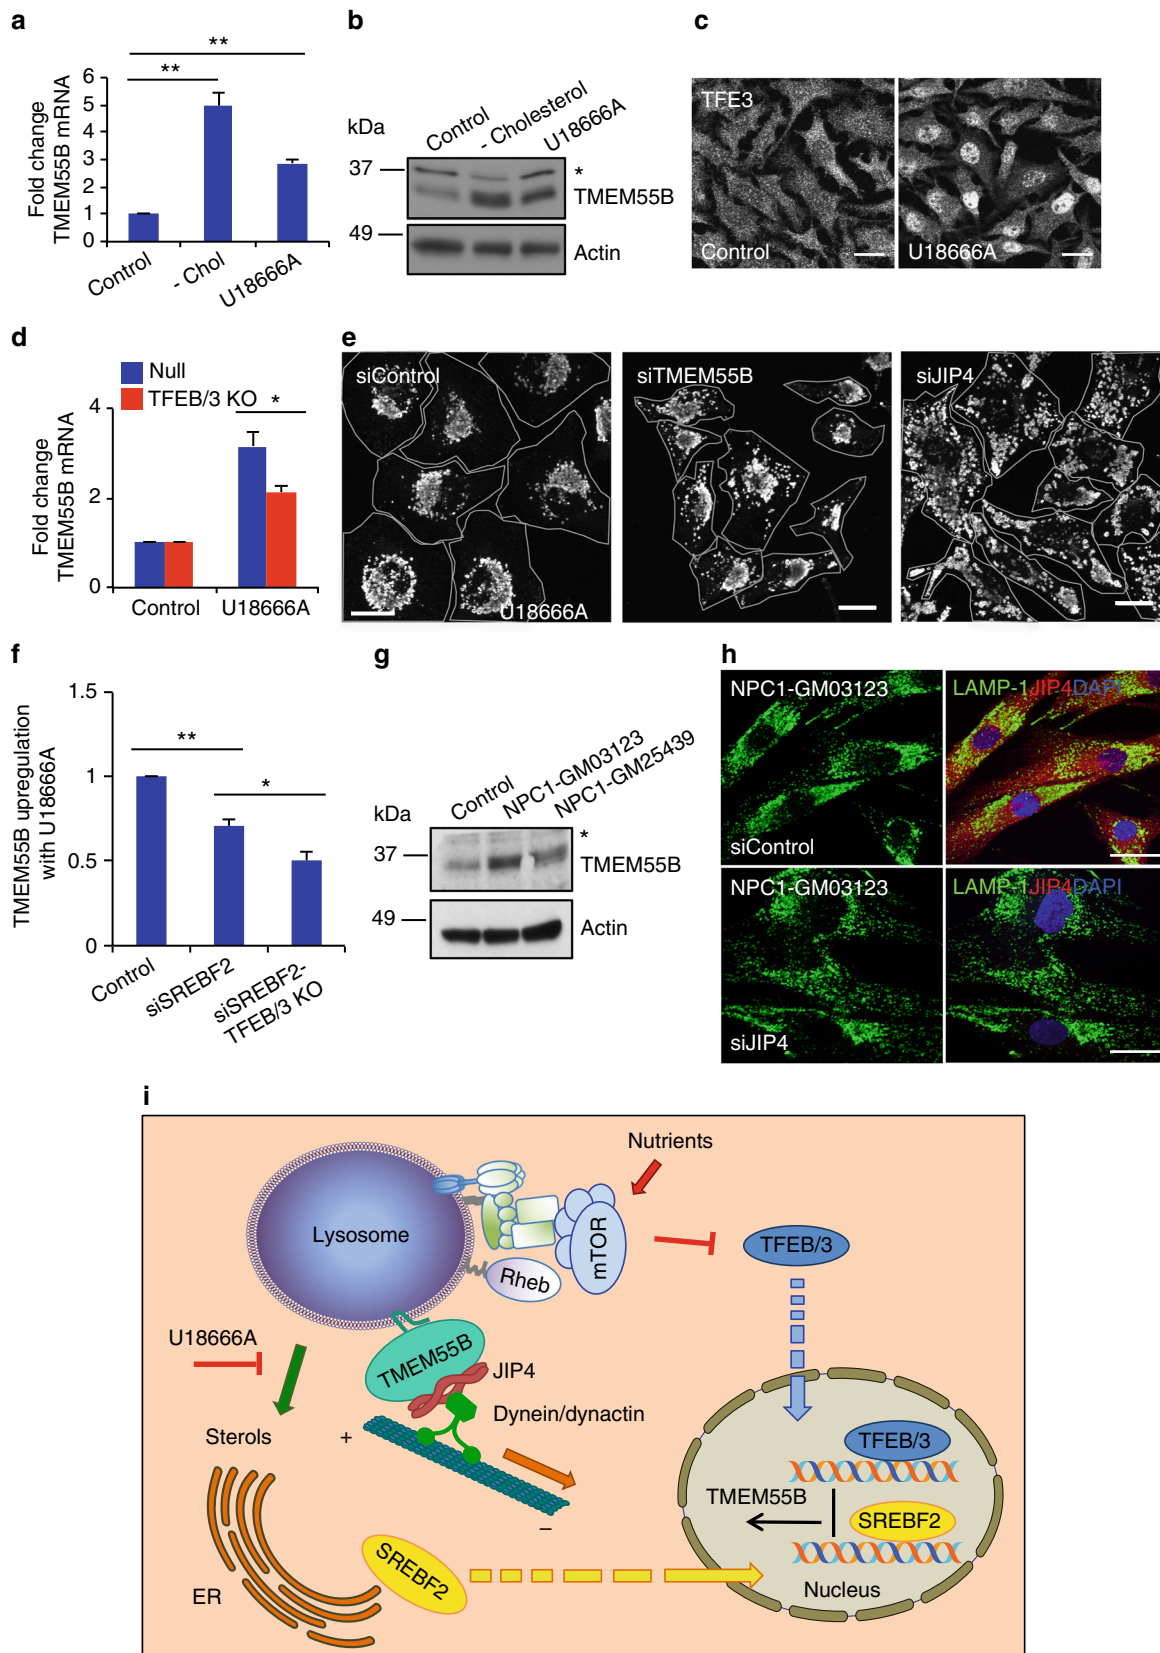 a
**
**
6
5
4
3
2
1
0
Fold change
TMEM55B mRNA
Control
- Chol
U18666A
b
kDa
Control
- Cholesterol
U18666A
37
*
TMEM55B
49
Actin
c
TFE3
Control
U18666A
d
Null
TFEB/3 KO
*
4
2
0
Fold change
TMEM55B mRNA
Control
U18666A
e
siControl
U18666A
siTMEM55B
siJIP4
f
1.5
1
0.5
0
**
*
TMEM55B upregulation
with U18666A
Control
siSREBF2
siSREBF2-
TFEB/3 KO
g
kDa
Control
NPC1-GM03123
NPC1-GM25439
*
37
TMEM55B
49
Actin
h
NPC1-GM03123
siControl
LAMP-1JIP4DAPI
NPC1-GM03123
siJIP4
LAMP-1JIP4DAPI
i
Nutrients
Lysosome
mTOR
Rheb
TFEB/3
U18666A
TMEM55B
JIP4
Dynein/dynactin
Sterols
+
−
TFEB/3
TMEM55B
SREBF2
SREBF2
ER
Nucleus